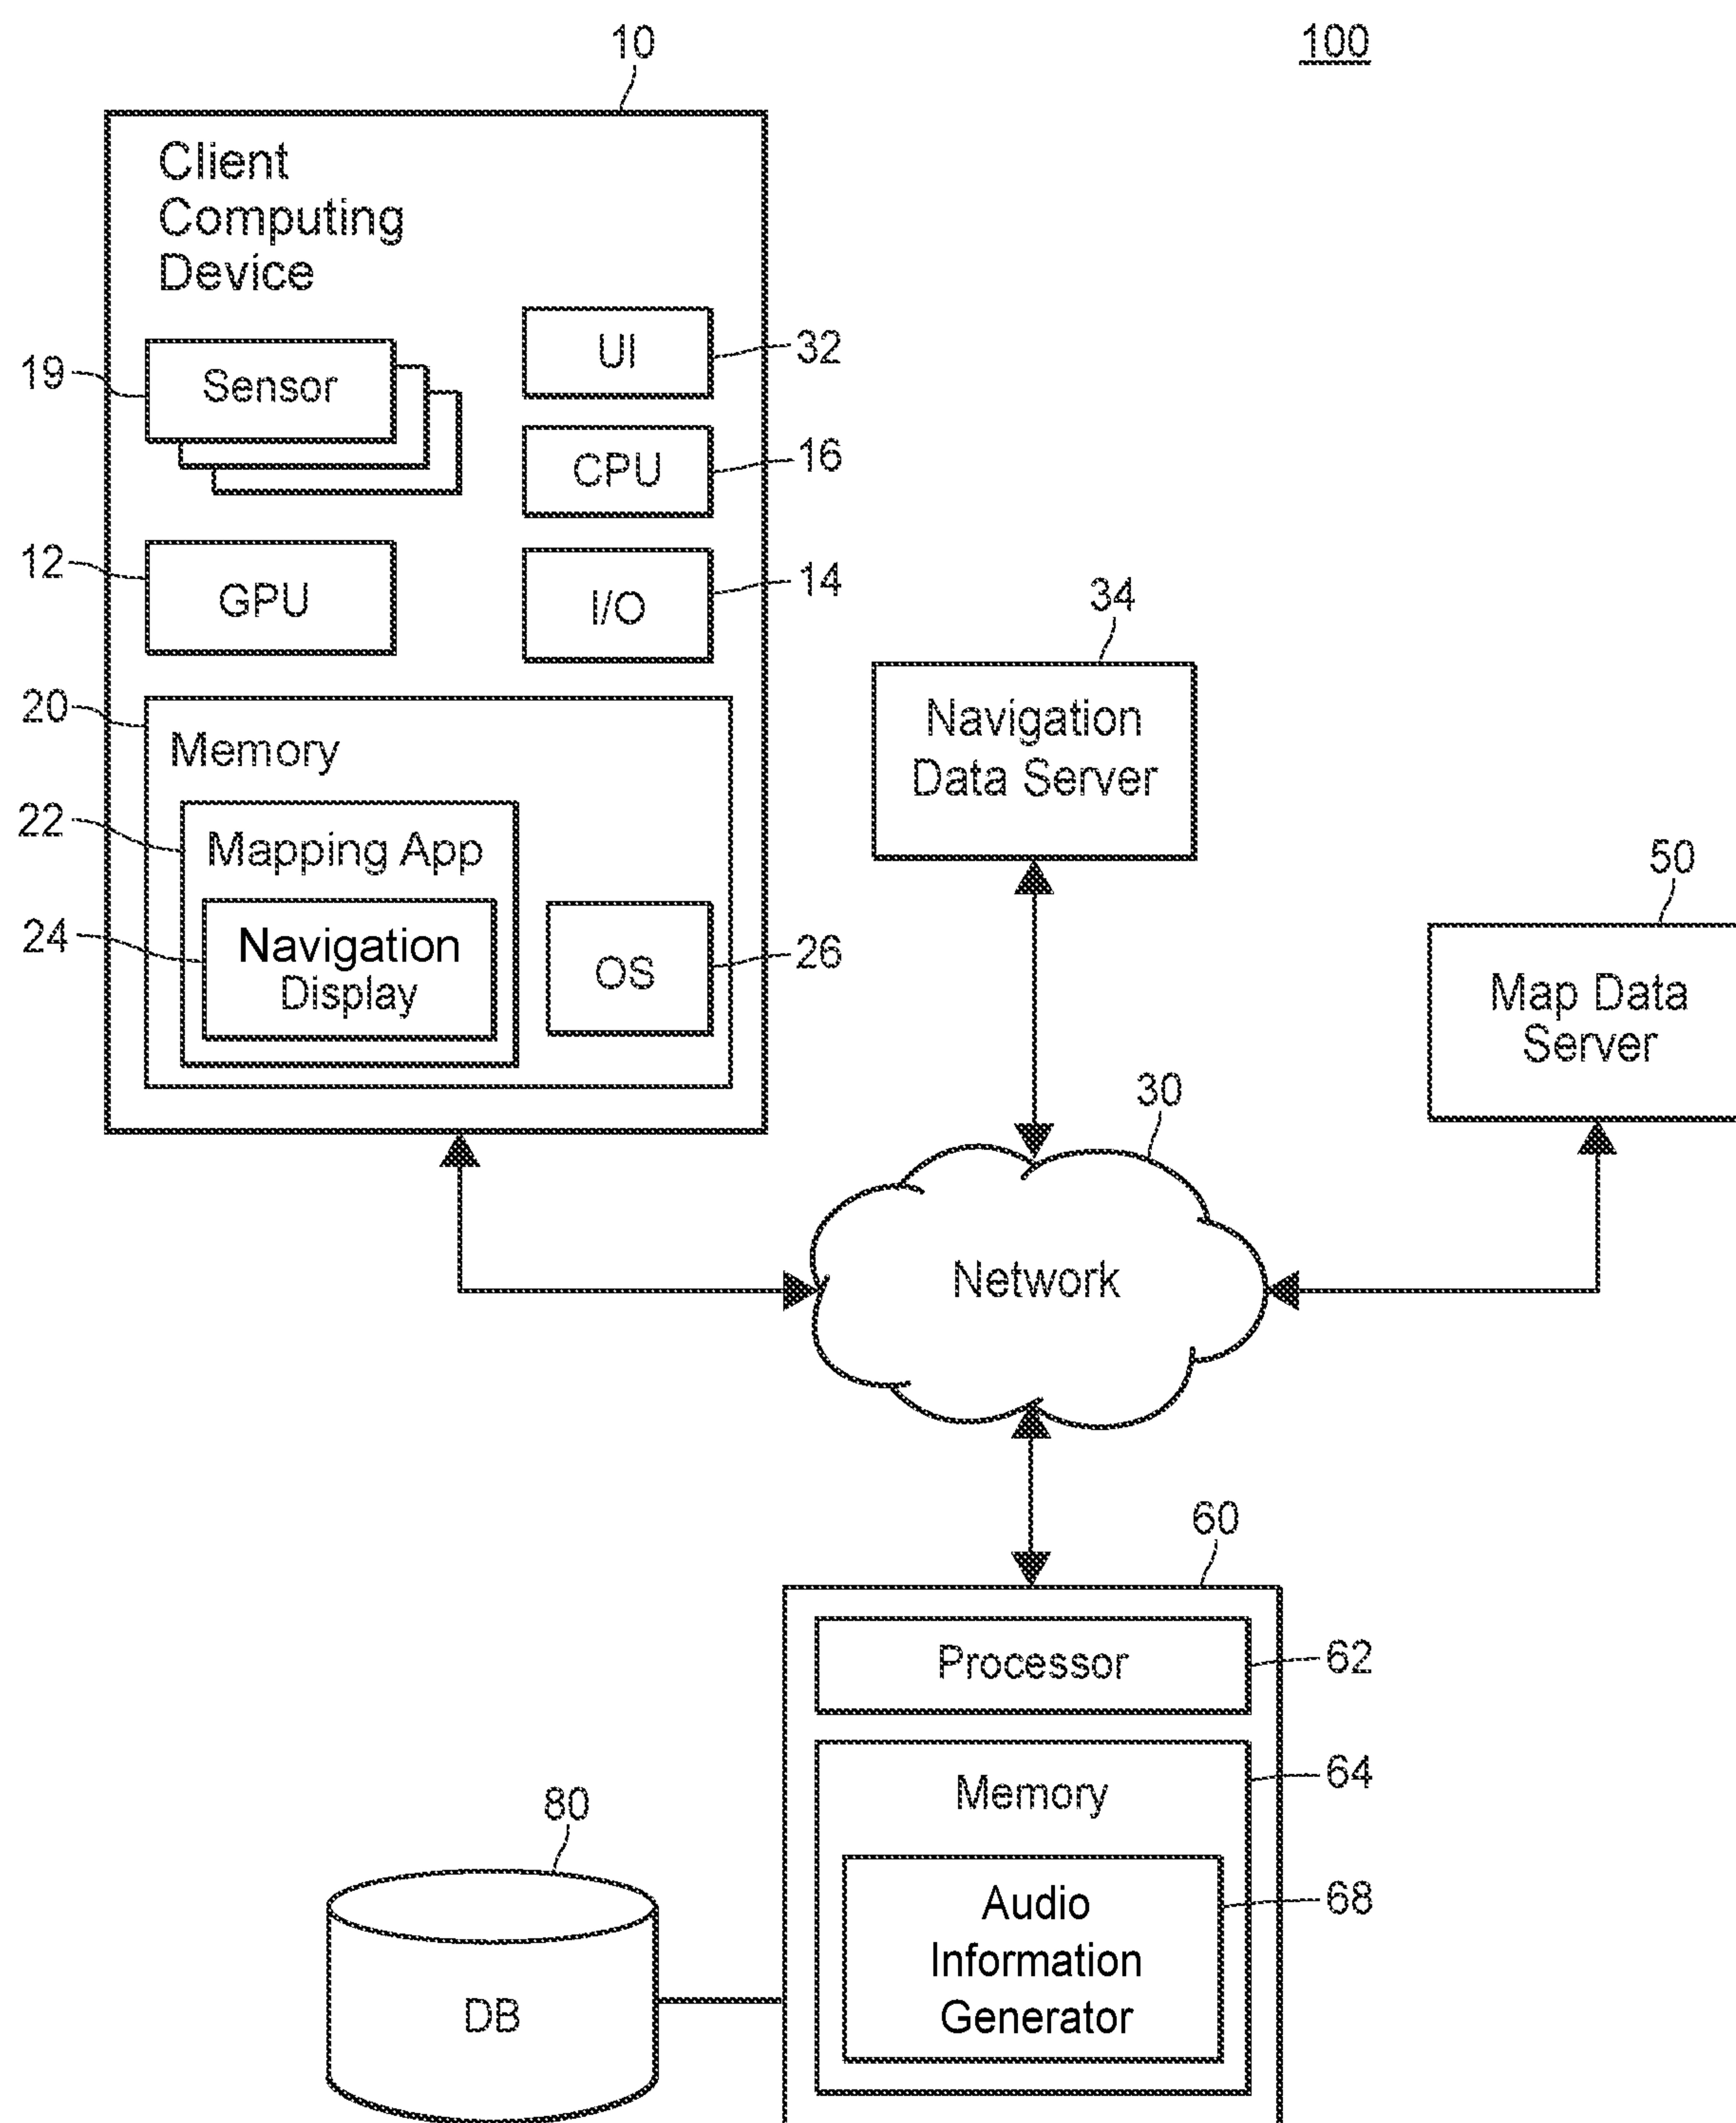 10
100
Client
Computing
Device
UI
32
19
Sensor
CPU
16
12
GPU
I/O
14
34
20
Memory
Navigation
Data Server
22
Mapping App
50
24
Navigation
Display
OS
26
Map Data
Server
30
Network
60
Processor
62
Memory
64
80
Audio
Information
Generator
68
DB